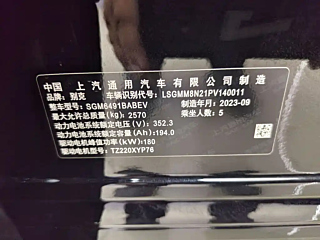 中国 上汽通用汽车有限公司制造
品牌：别克 车辆识别代号：LSGMM8N21PV140011
整车型号：SGM6491BABEV 制造年月：2023-09
最大允许总质量(kg)：2570 乘坐人数：5
动力电池系统额定电压(V)：352.3
动力电池系统额定容量(Ah)：194.0
驱动电机峰值功率(kW)：180
驱动电机型号：TZ220XYP76